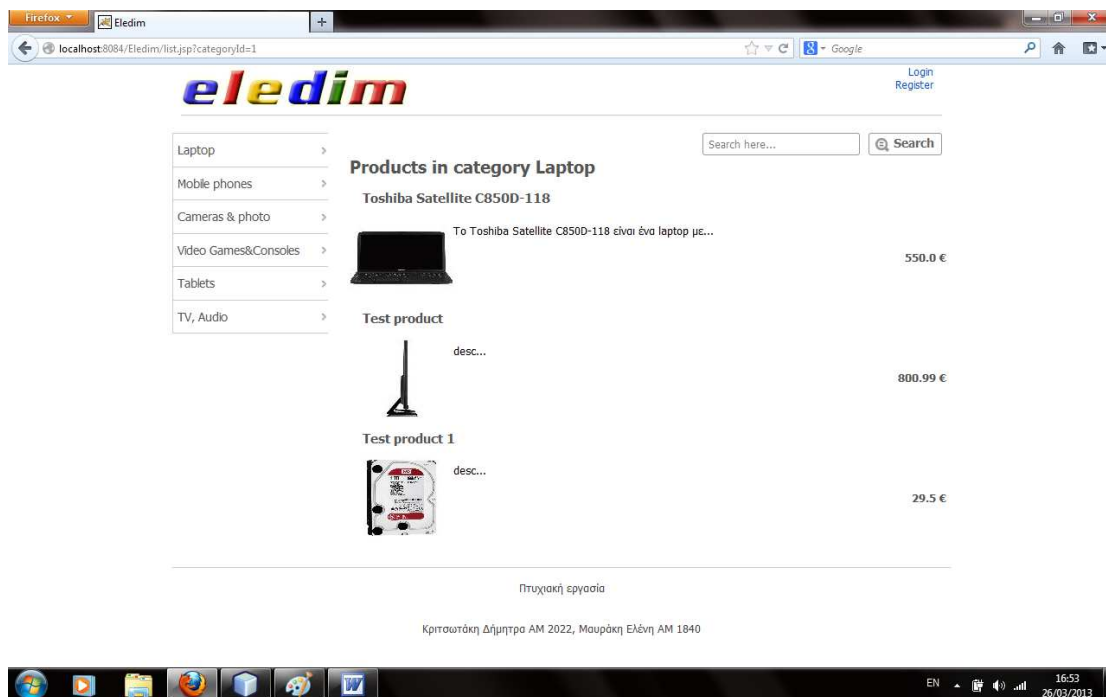 Firefox
Eledim
localhost:8084/Eledim/list.jsp?categoryId=1
Google
eledim
Login
Register
Search here...
Search
Laptop
Mobile phones
Cameras & photo
Video Games&Consoles
Tablets
TV, Audio
Products in category Laptop
Toshiba Satellite C850D-118
Το Toshiba Satellite C850D-118 είναι ένα laptop με...
550.0 €
Test product
desc...
800.99 €
Test product 1
desc...
29.5 €
Πτυχιακή εργασία
Κριτσωτάκη Δήμητρα ΑΜ 2022, Μαυράκη Ελένη ΑΜ 1840
EN
16:53
26/03/2013